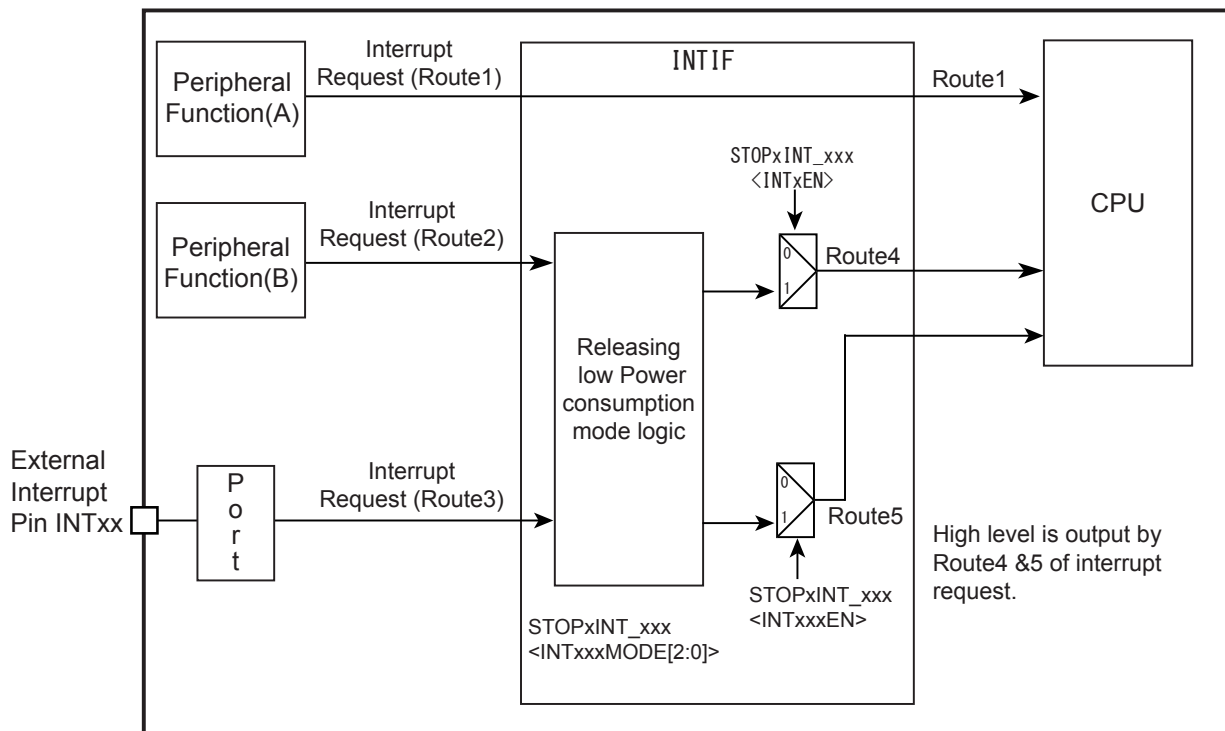 Peripheral
Function(A)
Interrupt
Request (Route1)
INTIF
Route1
CPU
STOPxINT_xxx
<INTxEN>
0
1
Route4
Peripheral
Function(B)
Interrupt
Request (Route2)
Releasing
low Power
consumption
mode logic
External
Interrupt
Pin INTxx
P
o
r
t
Interrupt
Request (Route3)
0
1
Route5
STOPxINT_xxx
<INTxxxEN>
STOPxINT_xxx
<INTxxxMODE[2:0]>
High level is output by
Route4 &5 of interrupt
request.